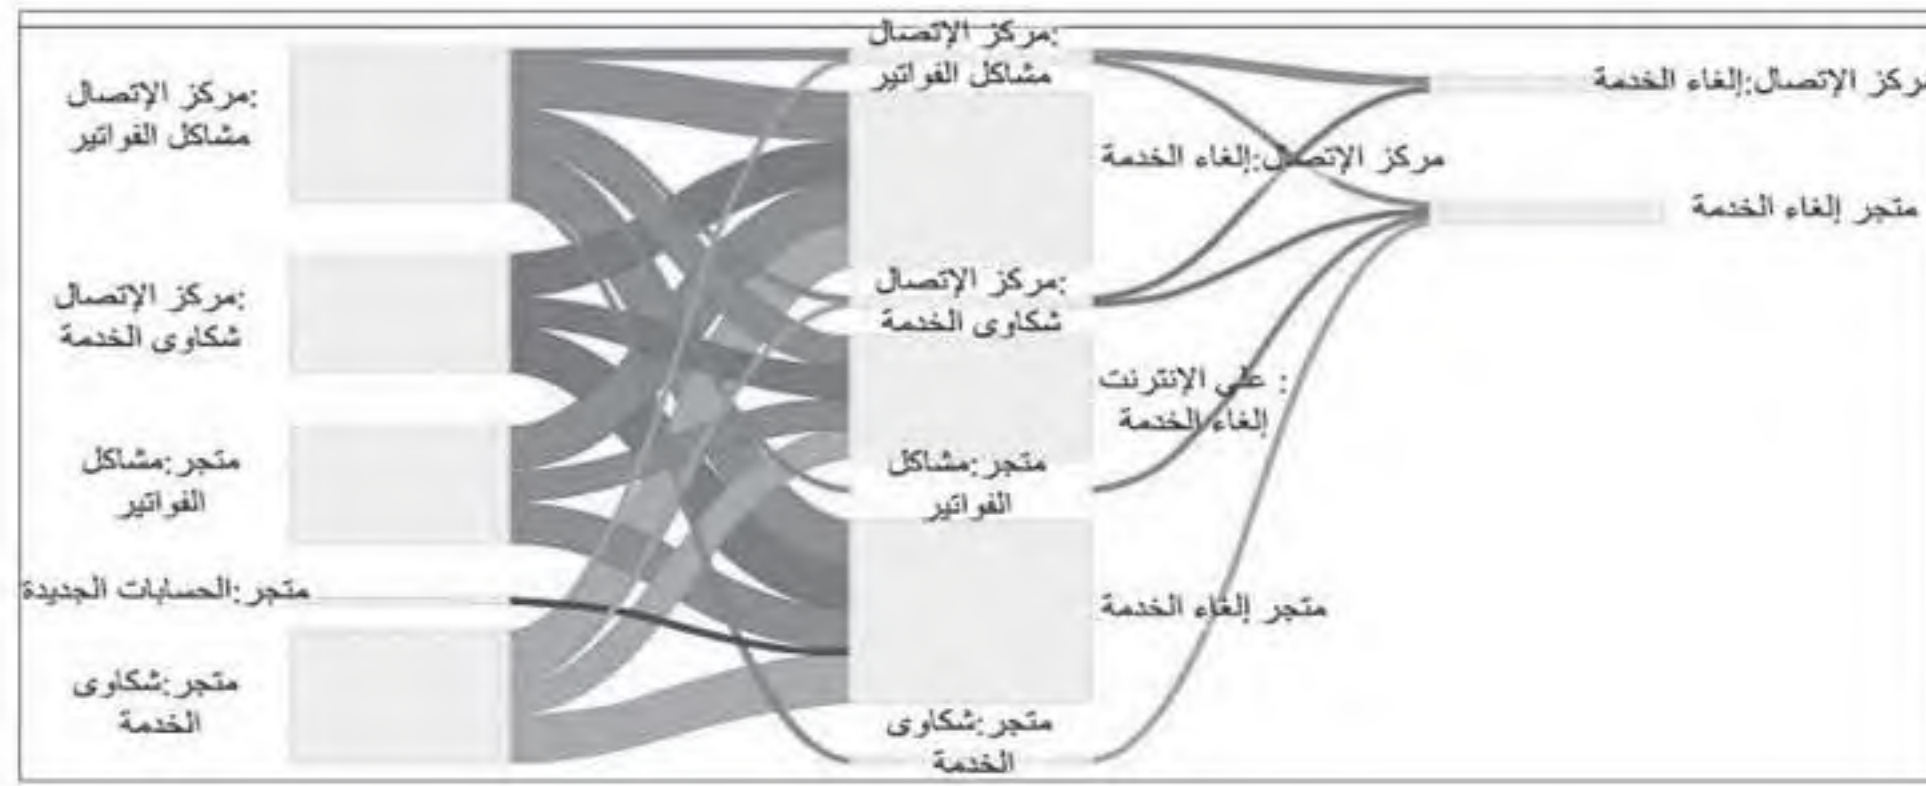 مركز الإتصال:
مشاكل الفواتير
مركز الإتصال:
شكاوى الخدمة
متجر:مشاكل
الفواتير
متجر:الحسابات الجديدة
متجر:شكاوى
الخدمة
مركز الإتصال:
مشاكل الفواتير
مركز الإتصال:إلغاء الخدمة
مركز الإتصال:
شكاوى الخدمة
على الإنترنت :
إلغاء الخدمة
متجر:مشاكل
الفواتير
متجر إلغاء الخدمة
متجر:شكاوى
الخدمة
مركز الإتصال:إلغاء الخدمة
متجر إلغاء الخدمة